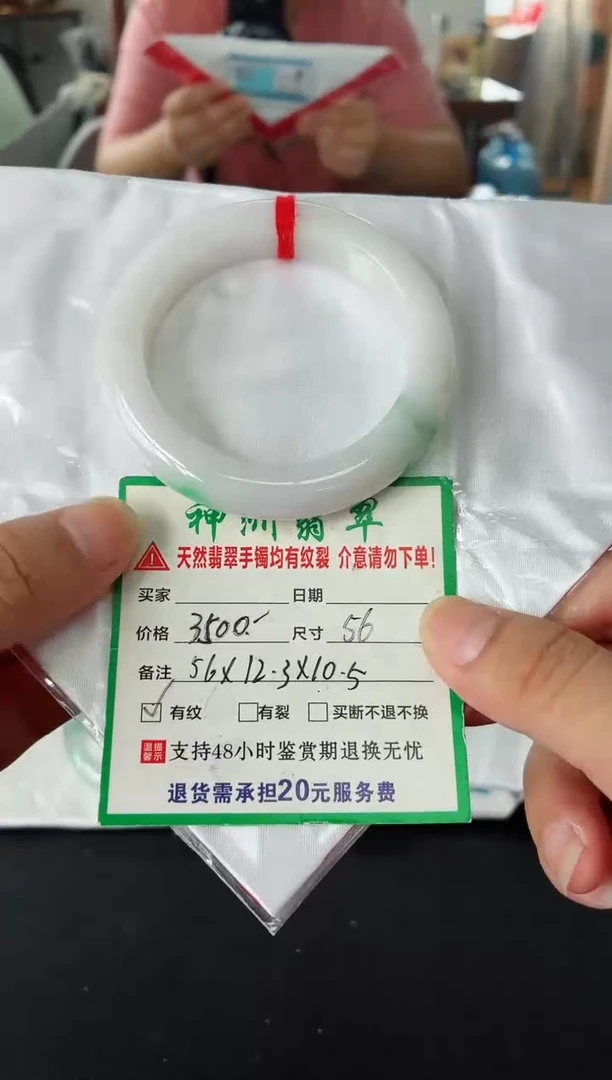 神洲翡翠
天然翡翠手镯均有纹裂 介意请勿下单!
买家 日期
价格 3500.- 尺寸 56
备注 56X12.3X10.5
有纹 有裂 买断不退不换
温馨提示 支持48小时鉴赏期退换无忧
退货需承担20元服务费